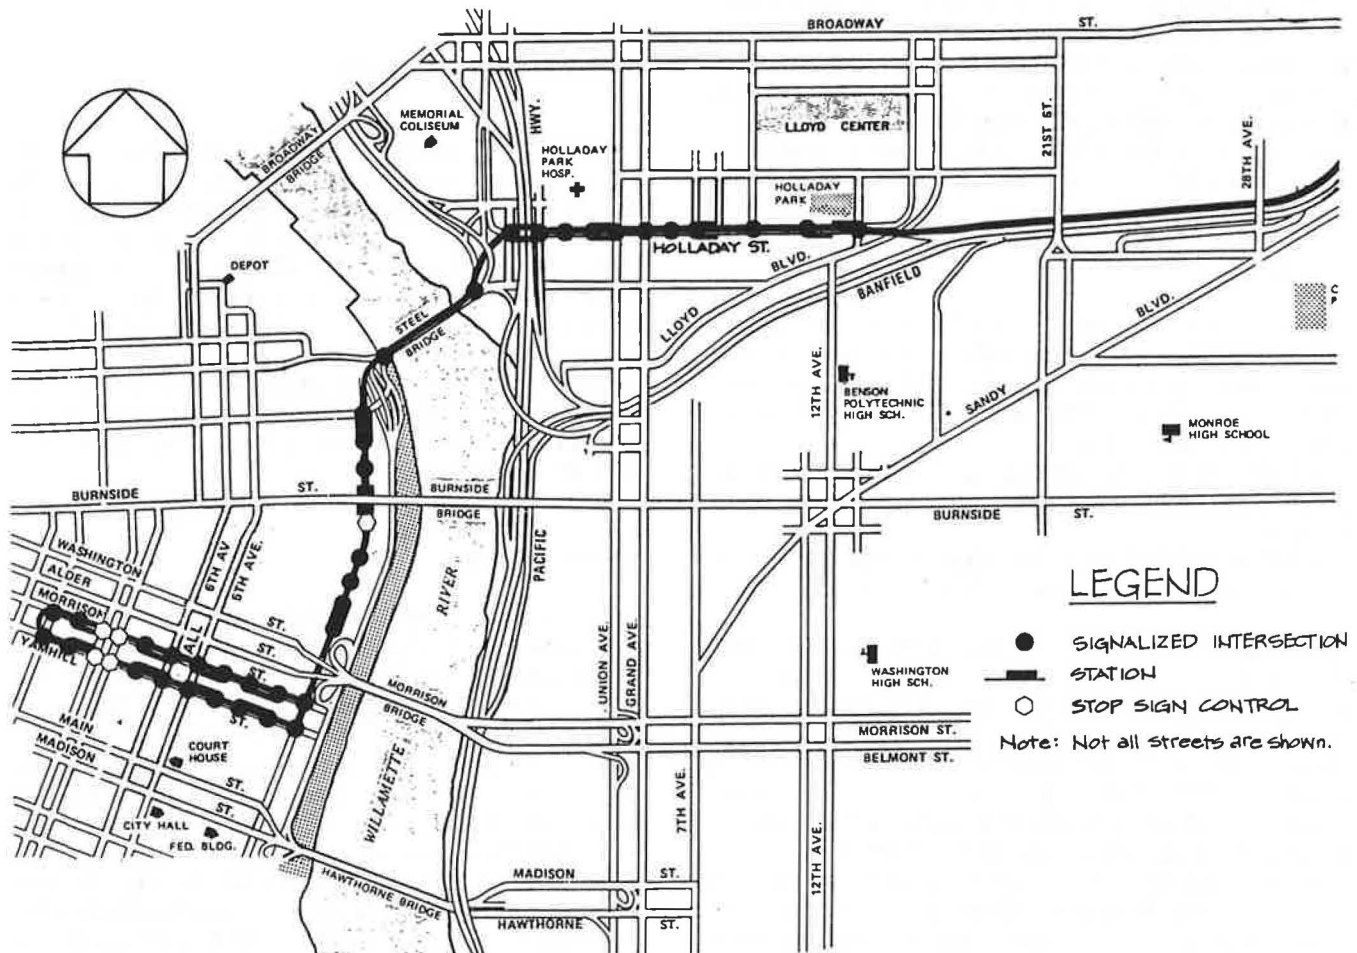 BROADWAY ST.
MEMORIAL
COLISEUM
BROADWAY
BRIDGE
HWY.
HOLLADAY
PARK
HOSP.
LLOYD CENTER
21ST ST.
28TH AVE.
HOLLADAY
PARK
HOLLADAY ST.
DEPOT
STEEL
BRIDGE
LLOYD
BLVD.
BANFIELD
BLVD.
SANDY
12TH AVE.
BENSON
POLYTECHNIC
HIGH SCH.
MONROE
HIGH SCHOOL
BURNSIDE ST.
BURNSIDE
BRIDGE
BURNSIDE ST.
WASHINGTON ST.
ALDER ST.
MORRISON ST.
YAMHILL ST.
6TH AV
6TH AVE.
ALL
PACIFIC
RIVER
WILLAMETTE
UNION AVE.
GRAND AVE.
7TH AVE.
12TH AVE.
WASHINGTON
HIGH SCH.
MORRISON
BRIDGE
MORRISON ST.
BELMONT ST.
MAIN ST.
MADISON ST.
COURT
HOUSE
CITY HALL
FED. BLDG.
HAWTHORNE BRIDGE
MADISON ST.
HAWTHORNE ST.
C
P
LEGEND
SIGNALIZED INTERSECTION
STATION
STOP SIGN CONTROL
Note: Not all streets are shown.